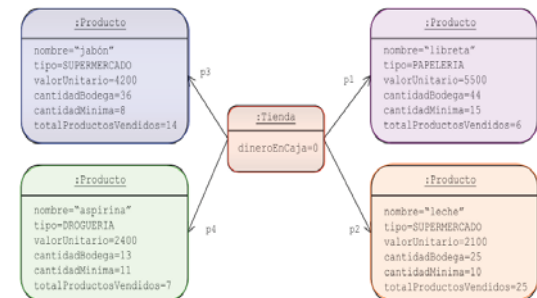 :Producto
nombre="jabón"
tipo=SUPERMERCADO
valorUnitario=4200
cantidadBodega=36
cantidadMinima=8
totalProductosVendidos=14
p3
p1
:Producto
nombre="libreta"
tipo=PAPELERIA
valorUnitario=5500
cantidadBodega=44
cantidadMinima=15
totalProductosVendidos=6
:Tienda
dineroEnCaja=0
:Producto
nombre="aspirina"
tipo=DROGUERIA
valorUnitario=2400
cantidadBodega=13
cantidadMinima=11
totalProductosVendidos=7
p4
p2
:Producto
nombre="leche"
tipo=SUPERMERCADO
valorUnitario=2100
cantidadBodega=25
cantidadMinima=10
totalProductosVendidos=25